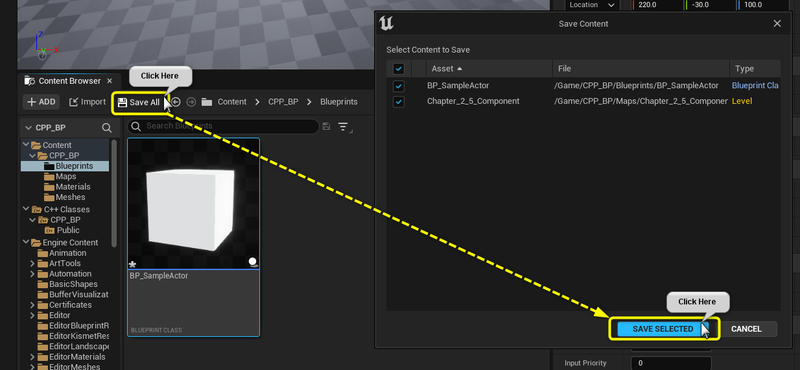 Location 220.0 -30.0 100.0
Save Content
Select Content to Save
Asset File Type
BP_SampleActor /Game/CPP_BP/Blueprints/BP_SampleActor Blueprint Cla
Chapter_2_5_Component /Game/CPP_BP/Maps/Chapter_2_5_Componer Level
Z
Y
X
Content Browser
Click Here
ADD Import Save All Content CPP_BP Blueprints
CPP_BP
Search Blueprints
Content
CPP_BP
Blueprints
Maps
Materials
Meshes
C++ Classes
CPP_BP
Public
Engine Content
Animation
ArtTools
Automation
BasicShapes
BufferVisualizat
Certificates
Editor
EditorBlueprintR
EditorKismetRes
EditorLandscape
EditorMaterials
EditorMeshes
BP_SampleActor
BLUEPRINT CLASS
Click Here
SAVE SELECTED CANCEL
Input Priority 0